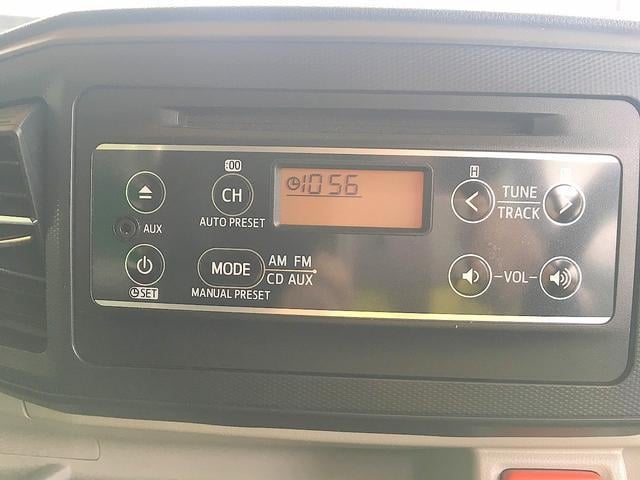 :00
H
CH
10 56
TUNE
TRACK
AUTO PRESET
AUX
MODE
AM FM
CD AUX
-VOL-
SET
MANUAL PRESET